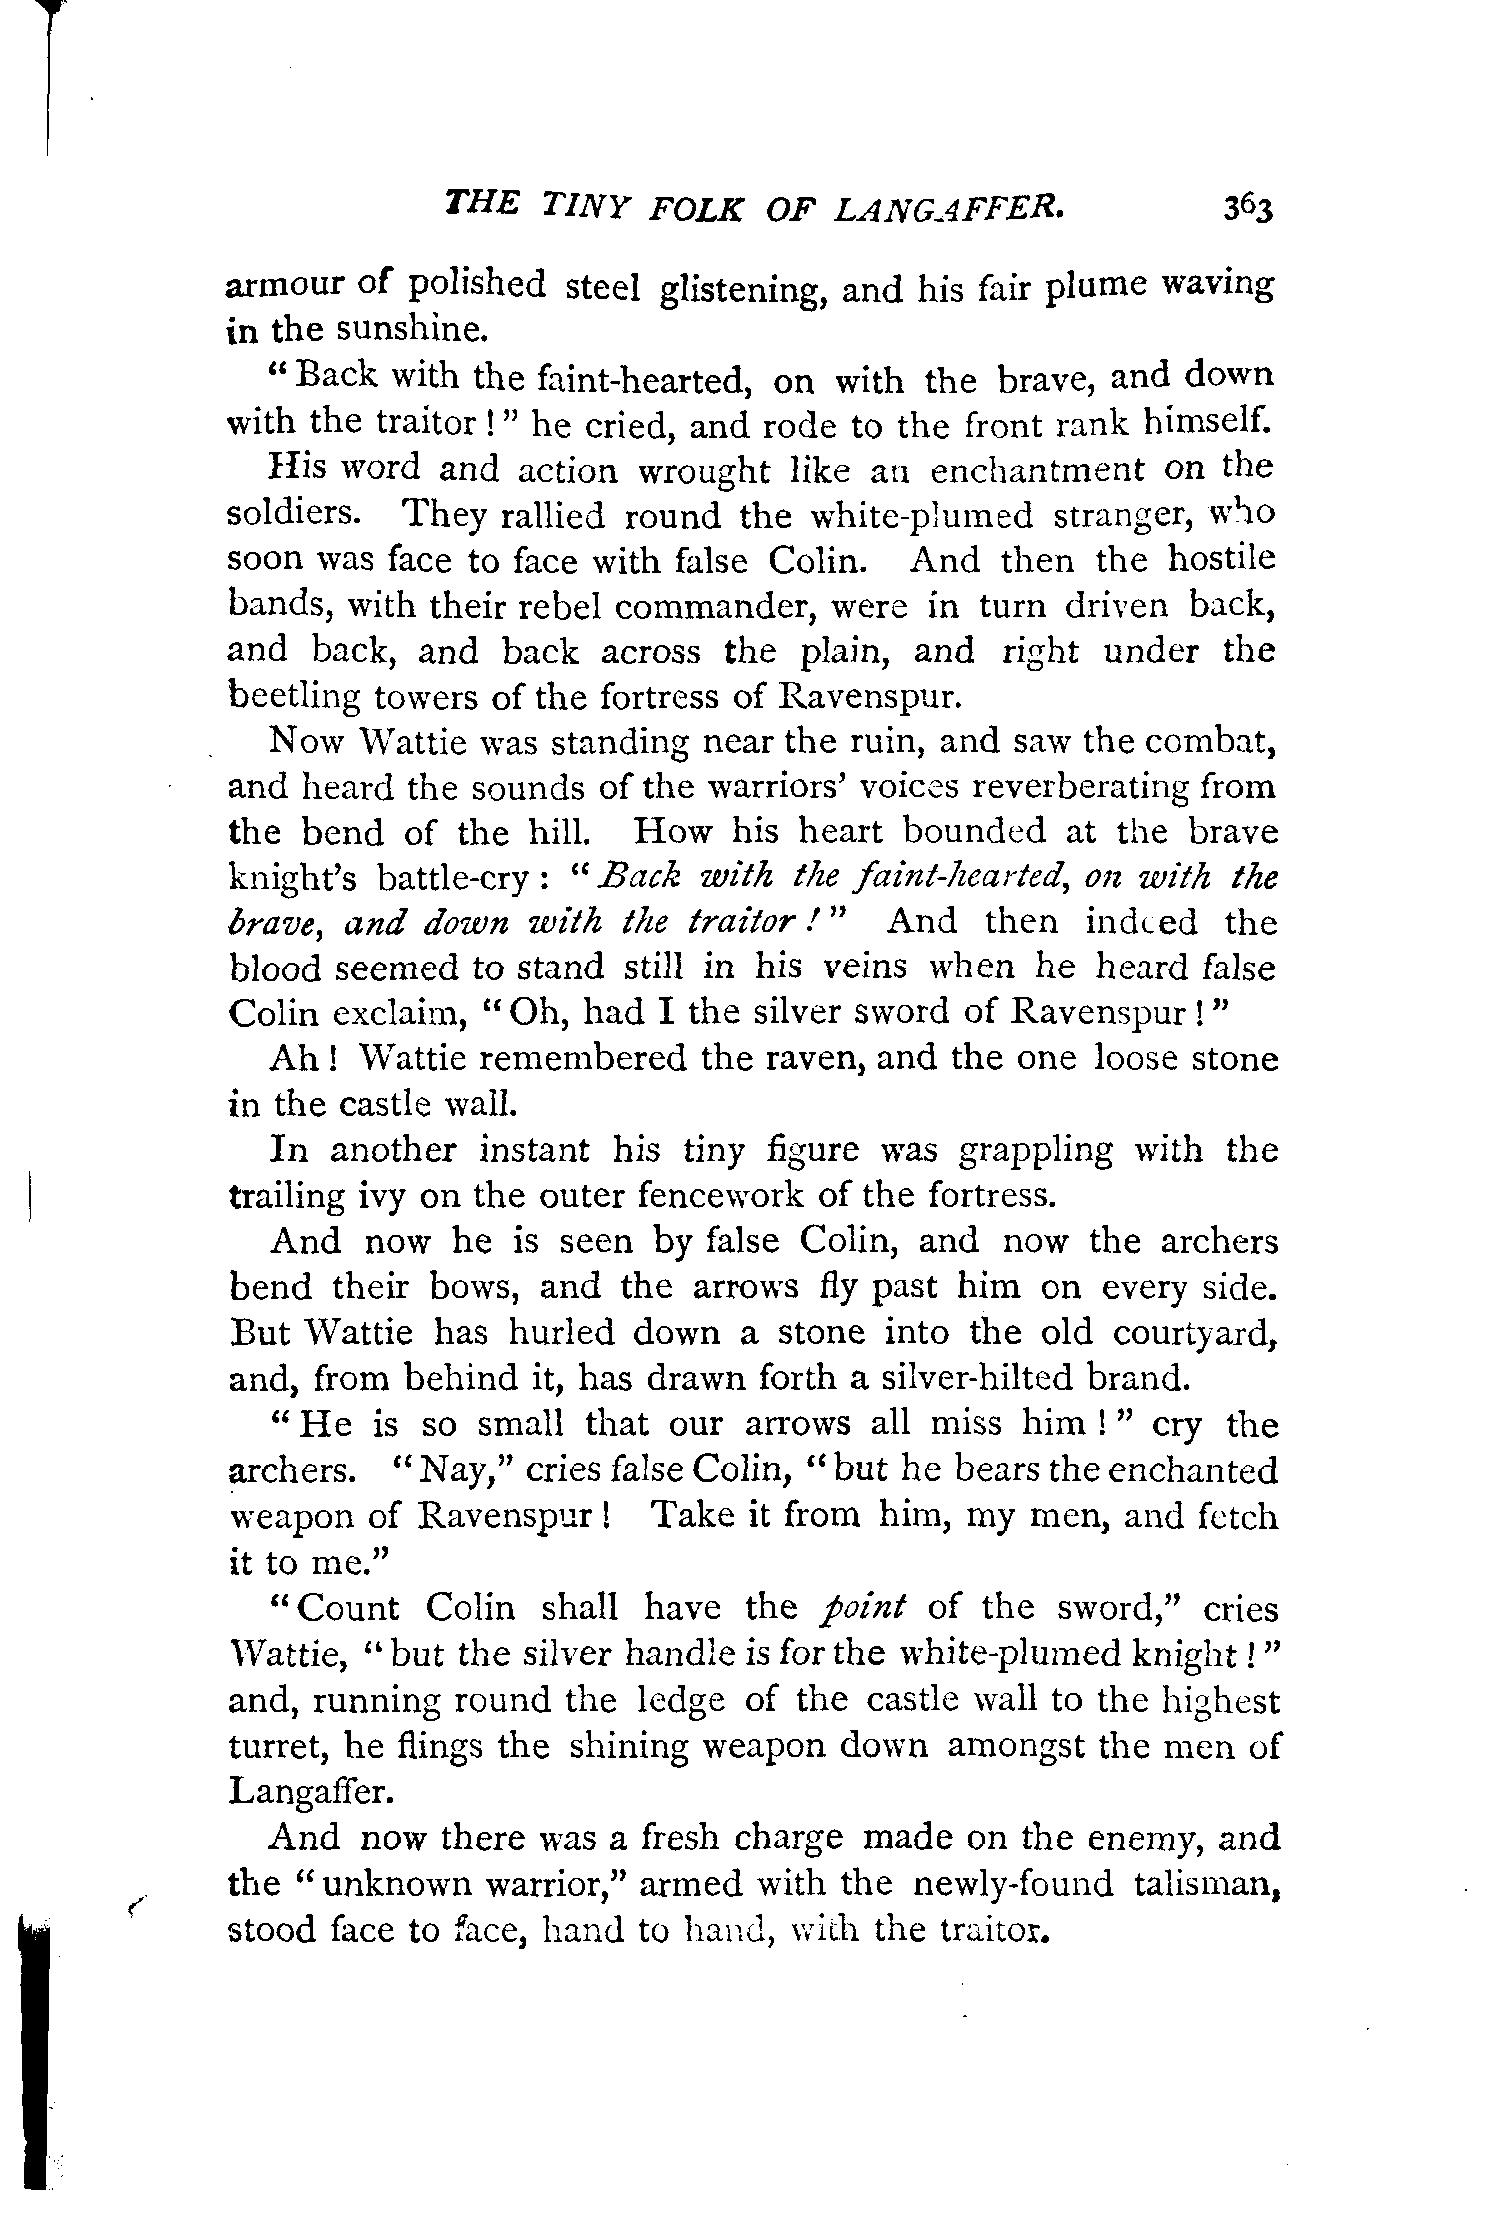 THE TINY FOLK OF LANGAFFER. 363
armour of polished steel glistening, and his fair plume waving
in the sunshine.
“Back with the faint-hearted, on with the brave, and down
with the traitor!” he cried, and rode to the front rank himself.
His word and action wrought like an enchantment on the
soldiers. They rallied round the white-plumed stranger, who
soon was face to face with false Colin. And then the hostile
bands, with their rebel commander, were in turn driven back,
and back, and back across the plain, and right under the
beetling towers of the fortress of Ravenspur.
Now Wattie was standing near the ruin, and saw the combat,
and heard the sounds of the warriors’ voices reverberating from
the bend of the hill. How his heart bounded at the brave
knight’s battle-cry: “Back with the faint-hearted, on with the
brave, and down with the traitor!” And then indeed the
blood seemed to stand still in his veins when he heard false
Colin exclaim, “Oh, had I the silver sword of Ravenspur!”
Ah! Wattie remembered the raven, and the one loose stone
in the castle wall.
In another instant his tiny figure was grappling with the
trailing ivy on the outer fencework of the fortress.
And now he is seen by false Colin, and now the archers
bend their bows, and the arrows fly past him on every side.
But Wattie has hurled down a stone into the old courtyard,
and, from behind it, has drawn forth a silver-hilted brand.
“He is so small that our arrows all miss him!” cry the
archers. “Nay,” cries false Colin, “but he bears the enchanted
weapon of Ravenspur! Take it from him, my men, and fetch
it to me.”
“Count Colin shall have the point of the sword,” cries
Wattie, “but the silver handle is for the white-plumed knight!”
and, running round the ledge of the castle wall to the highest
turret, he flings the shining weapon down amongst the men of
Langaffer.
And now there was a fresh charge made on the enemy, and
the “unknown warrior,” armed with the newly-found talisman,
stood face to face, hand to hand, with the traitor.